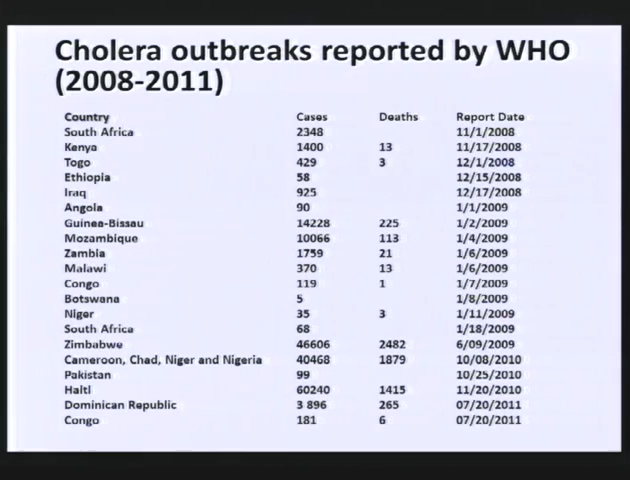 Cholera outbreaks reported by WHO
(2008-2011)
Country Cases Deaths Report Date
South Africa 2348 11/1/2008
Kenya 1400 13 11/17/2008
Togo 429 3 12/1/2008
Ethiopia 58 12/15/2008
Iraq 925 12/17/2008
Angola 90 1/1/2009
Guinea-Bissau 14228 225 1/2/2009
Mozambique 10066 113 1/4/2009
Zambia 1759 21 1/6/2009
Malawi 370 13 1/6/2009
Congo 119 1 1/7/2009
Botswana 5 1/8/2009
Niger 35 3 1/11/2009
South Africa 68 1/18/2009
Zimbabwe 46606 2482 6/09/2009
Cameroon, Chad, Niger and Nigeria 40468 1879 10/08/2010
Pakistan 99 10/25/2010
Haiti 60240 1415 11/20/2010
Dominican Republic 3 896 265 07/20/2011
Congo 181 6 07/20/2011